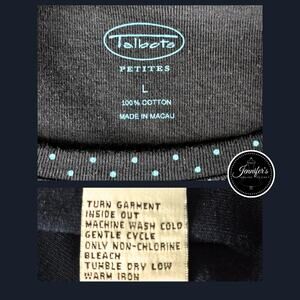 Talbots
PETITES
L
100% COTTON
MADE IN MACAU
Jennifer's
TURN GARMENT
INSIDE OUT
MACHINE WASH COLD
GENTLE CYCLE
ONLY NON-CHLORINE
BLEACH
TUMBLE DRY LOW
WARM IRON